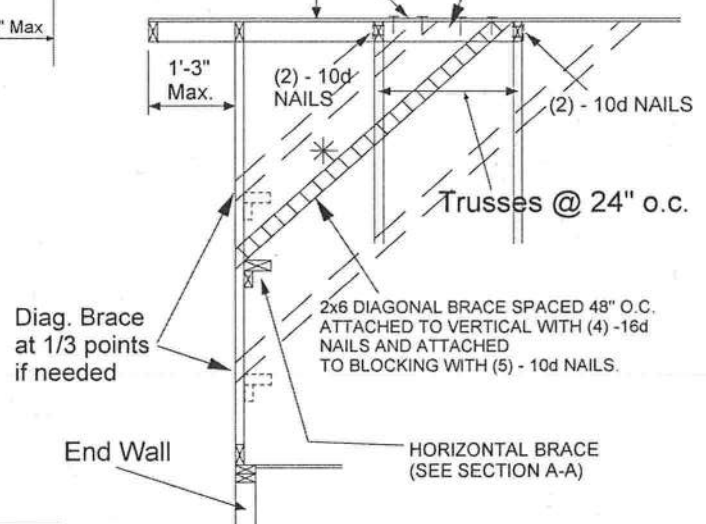 " Max
1'-3"
Max.
(2) - 10d
NAILS
(2) - 10d NAILS
Trusses @ 24" o.c.
2x6 DIAGONAL BRACE SPACED 48" O.C.
ATTACHED TO VERTICAL WITH (4) -16d
NAILS AND ATTACHED
TO BLOCKING WITH (5) - 10d NAILS.
Diag. Brace
at 1/3 points
if needed
End Wall
HORIZONTAL BRACE
(SEE SECTION A-A)